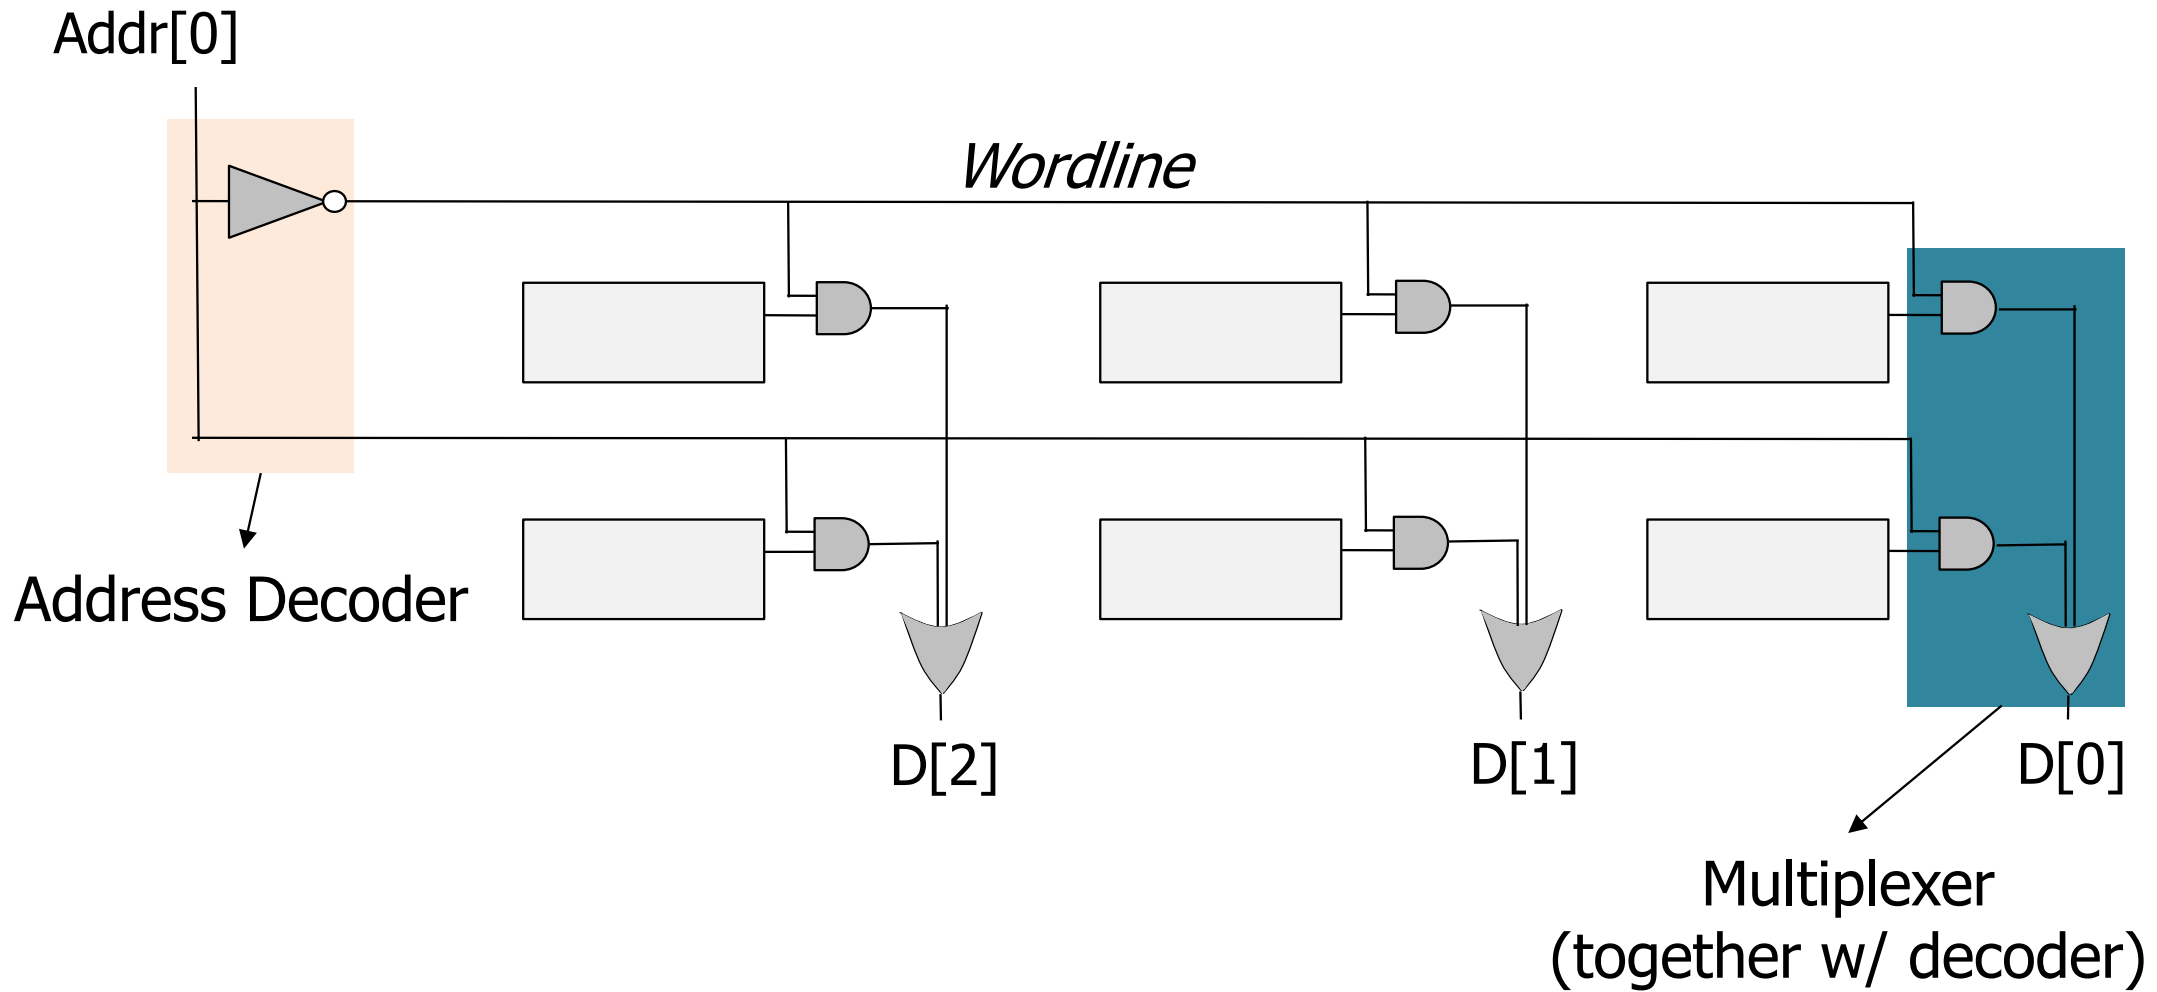 Addr[0]
Wordline
Address Decoder
D[2]
D[1]
D[0]
Multiplexer
(together w/ decoder)